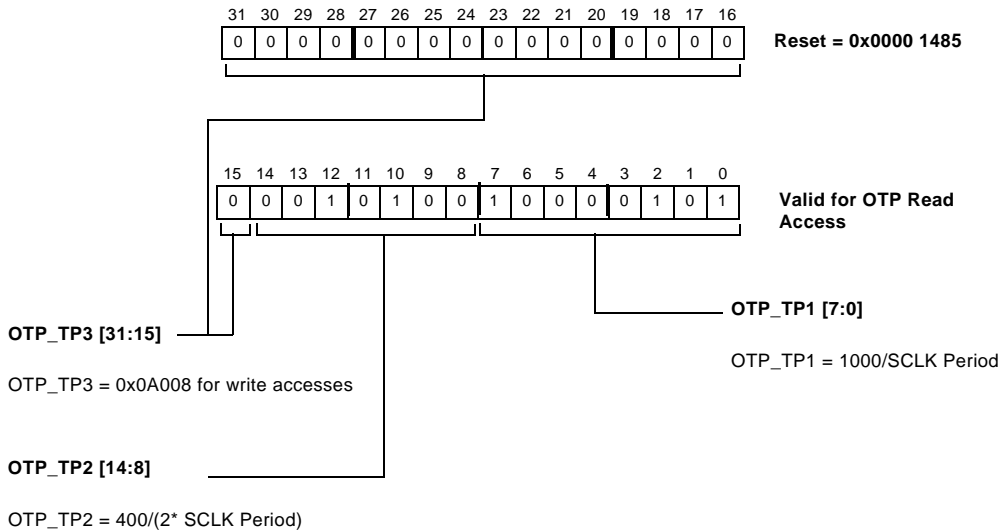 31 30 29 28 27 26 25 24 23 22 21 20 19 18 17 16
0 0 0 0 0 0 0 0 0 0 0 0 0 0 0 0
Reset = 0x0000 1485
15 14 13 12 11 10 9 8 7 6 5 4 3 2 1 0
0 0 0 1 0 1 0 0 1 0 0 0 0 1 0 1
Valid for OTP Read
Access
OTP_TP1 [7:0]
OTP_TP1 = 1000/SCLK Period
OTP_TP3 [31:15]
OTP_TP3 = 0x0A008 for write accesses
OTP_TP2 [14:8]
OTP_TP2 = 400/(2* SCLK Period)